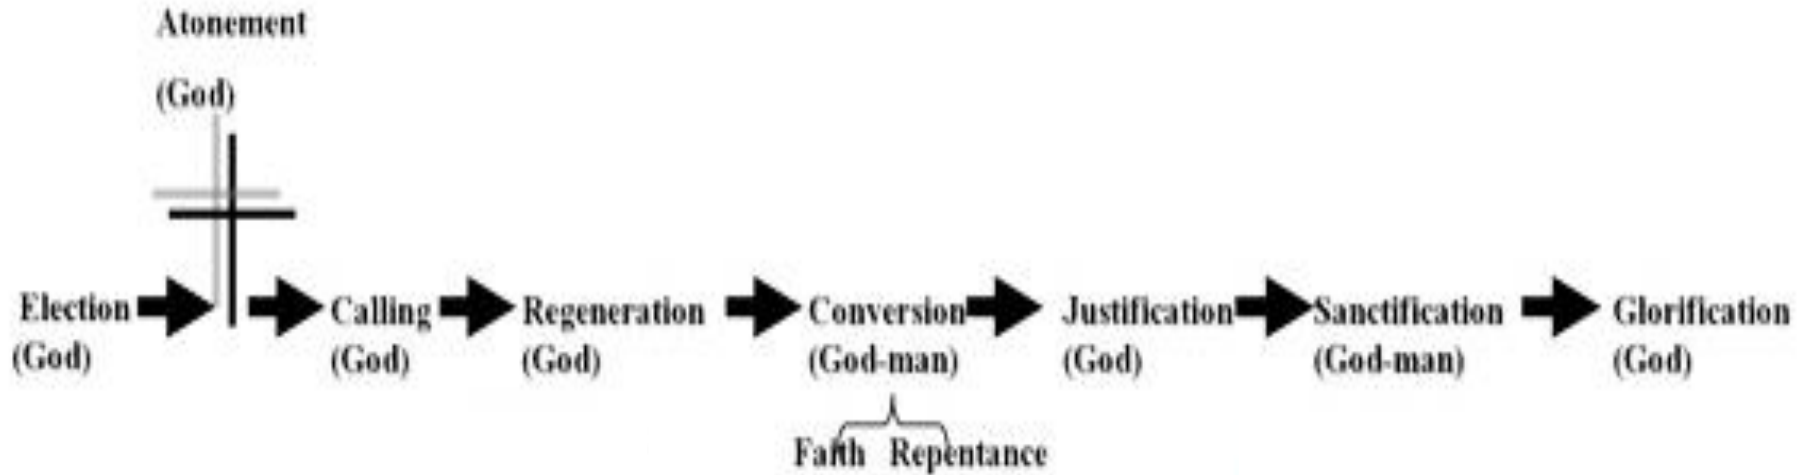 Atonement
(God)
Election Calling Regeneration Conversion Justification Sanctification Glorification
(God) (God) (God) (God-man) (God) (God-man) (God)
Faith Repentance